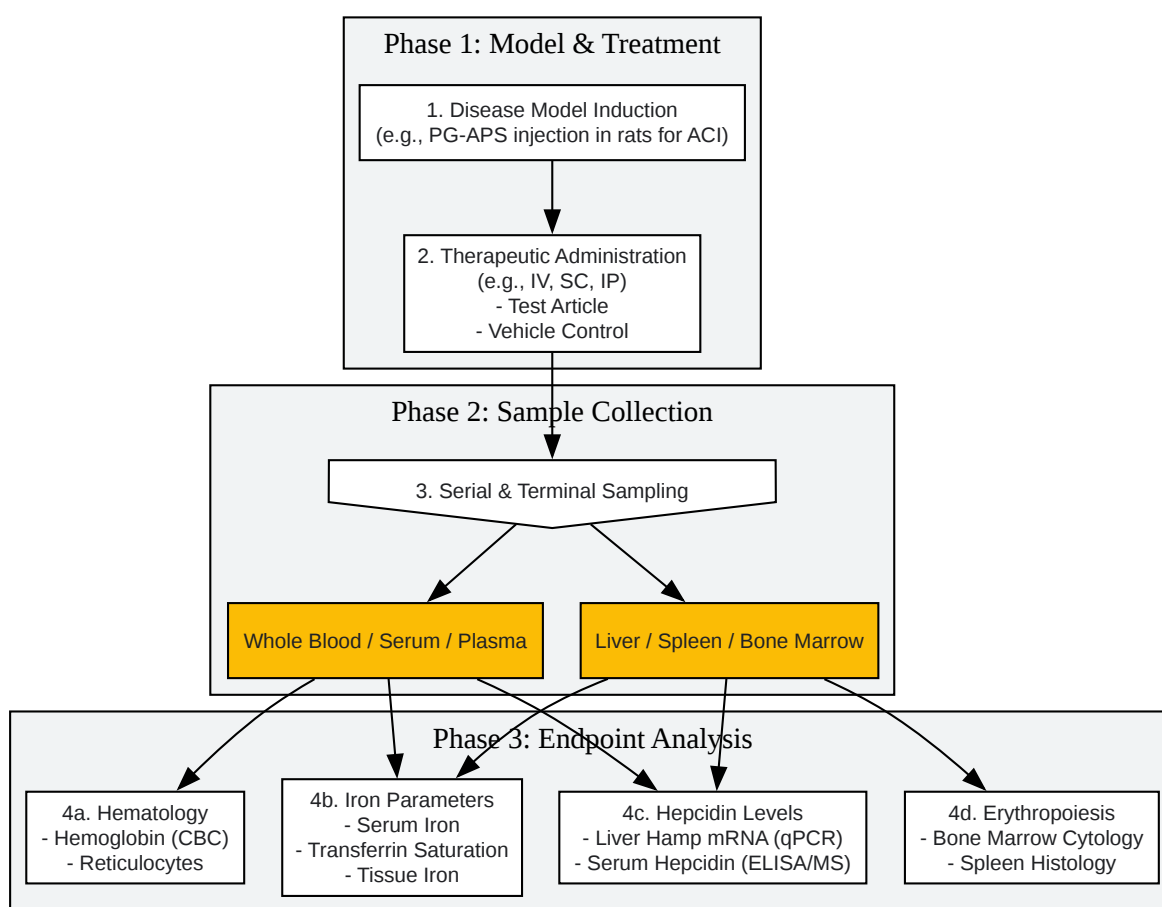 Phase 1: Model & Treatment
1. Disease Model Induction
(e.g., PG-APS injection in rats for ACI)
2. Therapeutic Administration
(e.g., IV, SC, IP)
- Test Article
- Vehicle Control
Phase 2: Sample Collection
3. Serial & Terminal Sampling
Whole Blood / Serum / Plasma
Liver / Spleen / Bone Marrow
Phase 3: Endpoint Analysis
4a. Hematology
- Hemoglobin (CBC)
- Reticulocytes
4b. Iron Parameters
- Serum Iron
- Transferrin Saturation
- Tissue Iron
4c. Hepcidin Levels
- Liver Hamp mRNA (qPCR)
- Serum Hepcidin (ELISA/MS)
4d. Erythropoiesis
- Bone Marrow Cytology
- Spleen Histology